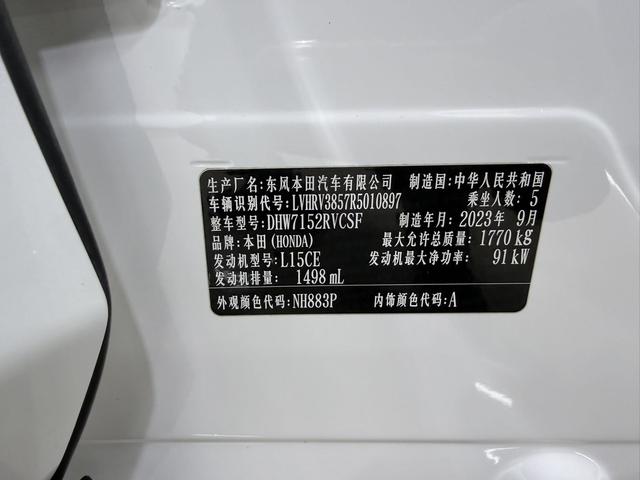 生产厂名:东风本田汽车有限公司 制造国:中华人民共和国
车辆识别代号:LVHRV3857R5010897 乘坐人数:5
整车型号:DHW7152RVCSF 制造年月:2023年9月
品牌:本田(HONDA) 最大允许总质量:1770kg
发动机型号:L15CE 发动机最大净功率:91kW
发动机排量:1498mL
外观颜色代码:NH883P 内饰颜色代码:A